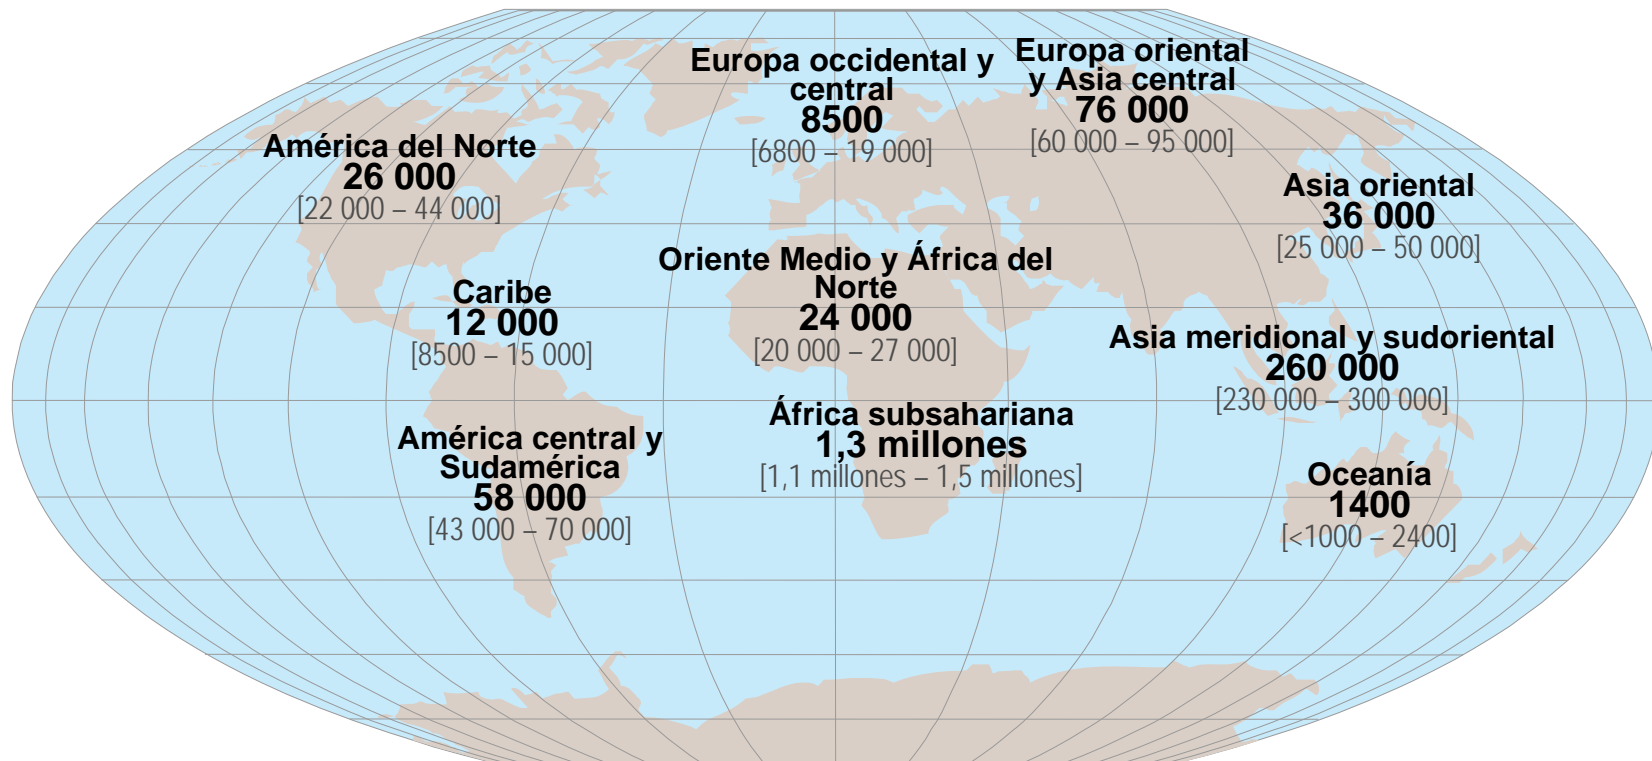 Europa occidental y
central
8500
[6800 – 19 000]
Europa oriental
y Asia central
76 000
[60 000 – 95 000]
América del Norte
26 000
[22 000 – 44 000]
Asia oriental
36 000
[25 000 – 50 000]
Oriente Medio y África del
Norte
24 000
[20 000 – 27 000]
Caribe
12 000
[8500 – 15 000]
Asia meridional y sudoriental
260 000
[230 000 – 300 000]
África subsahariana
1,3 millones
[1,1 millones – 1,5 millones]
América central y
Sudamérica
58 000
[43 000 – 70 000]
Oceanía
1400
[<1000 – 2400]